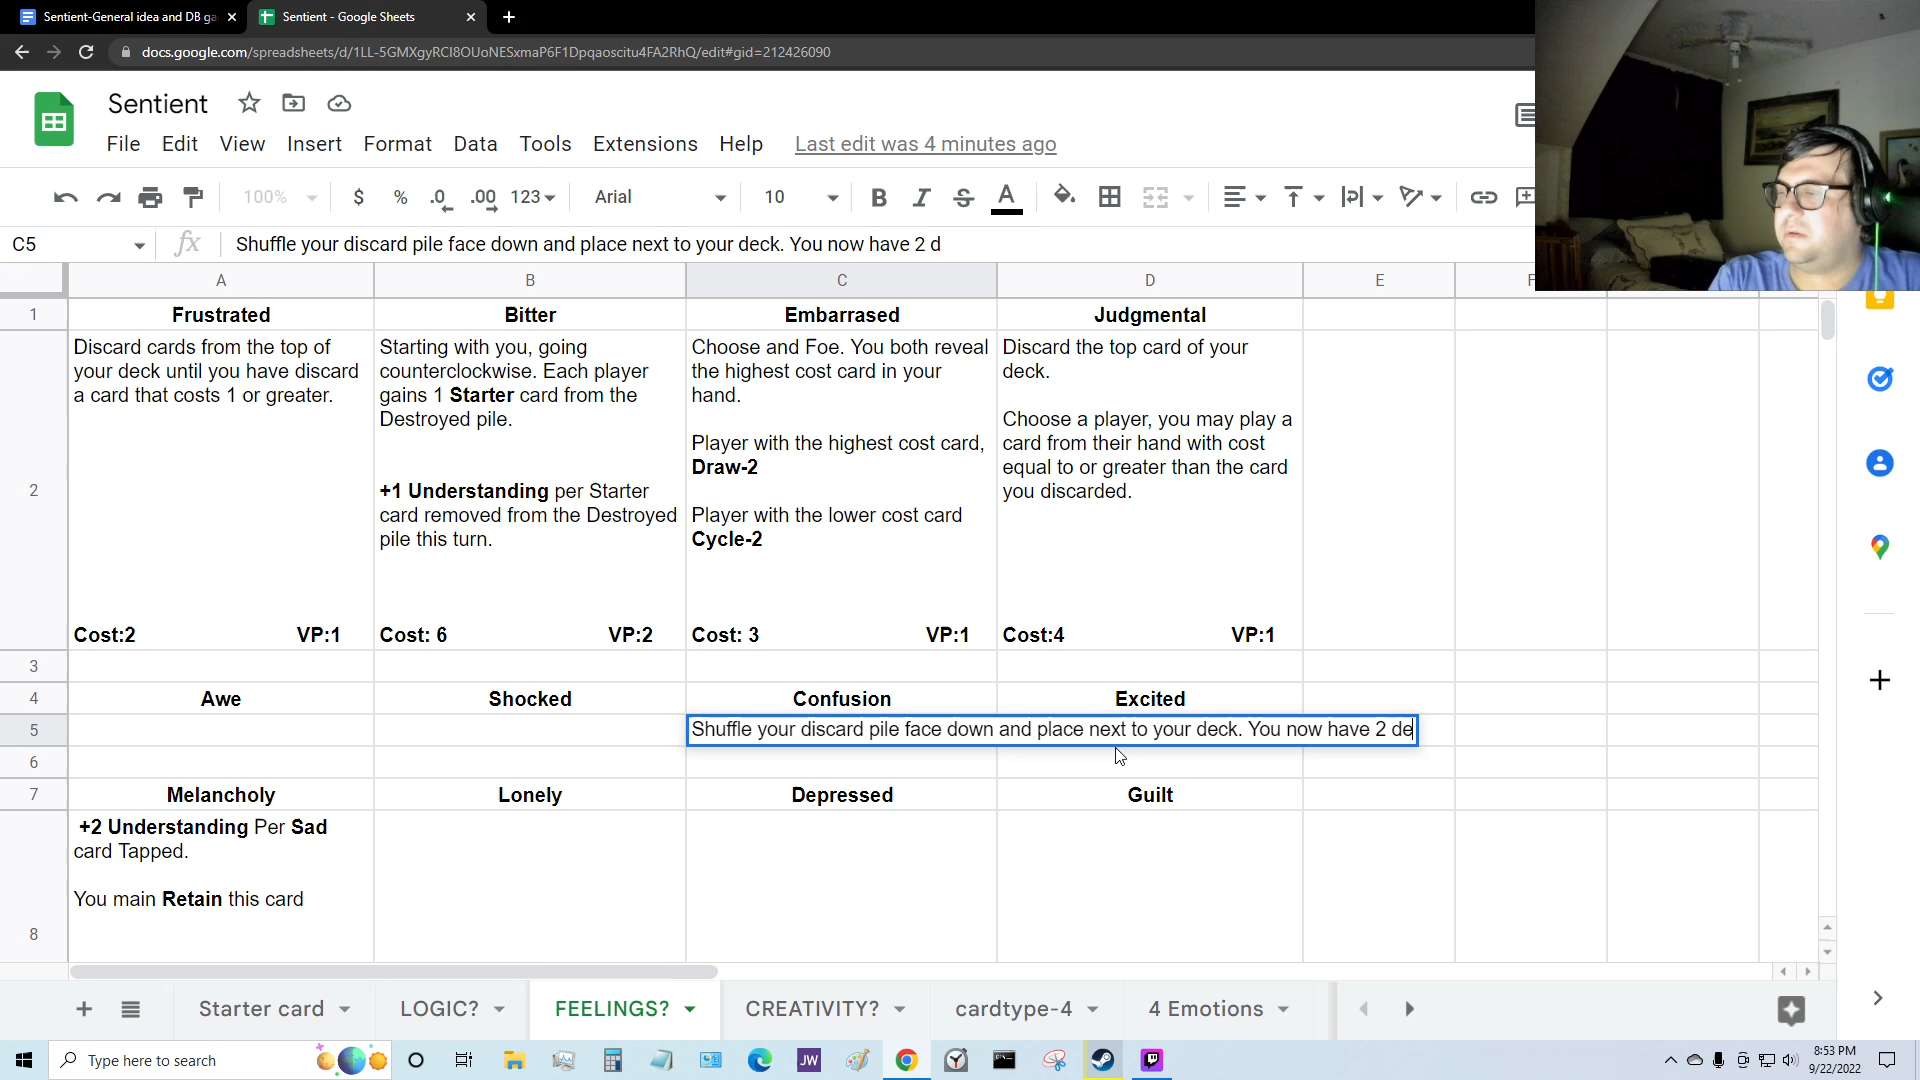 Sentient-General idea and DB ga
Sentient - Google Sheets
docs.google.com/spreadsheets/d/1LL-5GMXgyRCI8OUoNESxmaP6F1Dpqaoscitu4FA2RhQ/edit#gid=212426090
Sentient
File Edit View Insert Format Data Tools Extensions Help Last edit was 4 minutes ago
100% $ % .0 .00 123 Arial 10 B I S A
C5 fx Shuffle your discard pile face down and place next to your deck. You now have 2 d
A B C D E F
1 Frustrated Bitter Embarrased Judgmental
2
Discard cards from the top of
your deck until you have discard
a card that costs 1 or greater.
Cost:2 VP:1
Starting with you, going
counterclockwise. Each player
gains 1 Starter card from the
Destroyed pile.
+1 Understanding per Starter
card removed from the Destroyed
pile this turn.
Cost: 6 VP:2
Choose and Foe. You both reveal
the highest cost card in your
hand.
Player with the highest cost card,
Draw-2
Player with the lower cost card
Cycle-2
Cost: 3 VP:1
Discard the top card of your
deck.
Choose a player, you may play a
card from their hand with cost
equal to or greater than the card
you discarded.
Cost:4 VP:1
3
4 Awe Shocked Confusion Excited
5 Shuffle your discard pile face down and place next to your deck. You now have 2 de
6
7 Melancholy Lonely Depressed Guilt
8
+2 Understanding Per Sad
card Tapped.
You main Retain this card
Starter card LOGIC? FEELINGS? CREATIVITY? cardtype-4 4 Emotions
Type here to search
JW
8:53 PM
9/22/2022